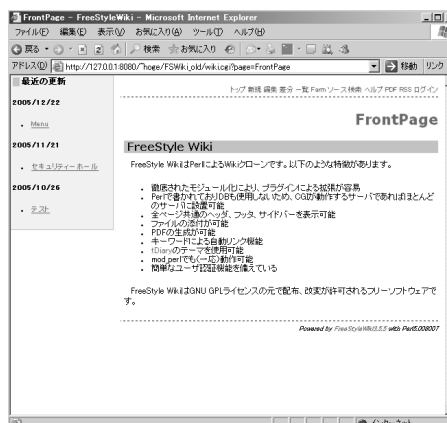 FrontPage - FreeStyleWiki - Microsoft Internet Explorer
ファイル(F) 編集(E) 表示(V) お気に入り(A) ツール(T) ヘルプ(H)
戻る 検索 お気に入り
アドレス(D) http://127.0.0.1:8080/~hoge/FSWiki_old/wiki.cgi?page=FrontPage 移動 リンク
最近の更新
2005/12/22
Menu
2005/11/21
セキュリティーホール
2005/10/26
テスト
トップ 新規 編集 差分 一覧 Farm ソース 検索 ヘルプ PDF RSS ログイン
FrontPage
FreeStyle Wiki
FreeStyle WikiはPerlによるWikiクローンです。以下のような特徴があります。
徹底されたモジュール化により、プラグインによる拡張が容易
Perlで書かれておりDBも使用しないため、CGIが動作するサーバであればほとんど
のサーバに設置可能
全ページ共通のヘッダ、フッタ、サイドバーを表示可能
ファイルの添付が可能
PDFの生成が可能
キーワードによる自動リンク機能
tDiaryのテーマを使用可能
mod_perlでも(一応)動作可能
簡単なユーザ認証機能を備えている
FreeStyle WikiはGNU GPLライセンスの元で配布、改変が許可されるフリーソフトウェアで
す。
Powered by FreeStyleWiki3.5.5 with Perl5.008007
インターネット